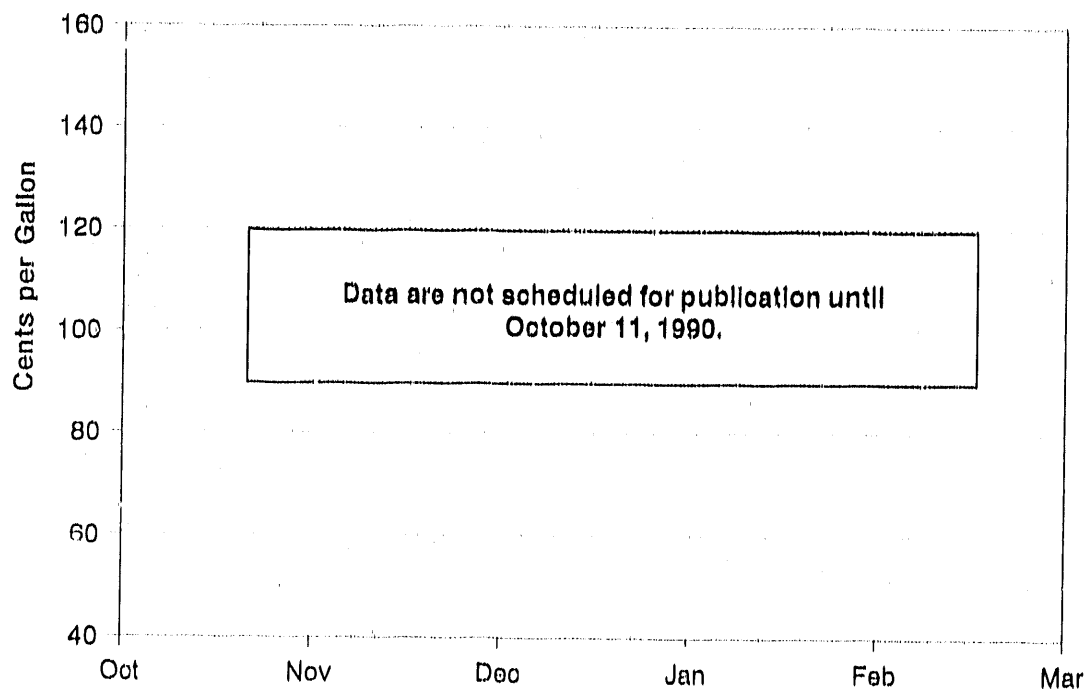 160
140
120
100
80
60
40
Cents per Gallon
Data are not scheduled for publication until
October 11, 1990.
Oct
Nov
Dec
Jan
Feb
Mar